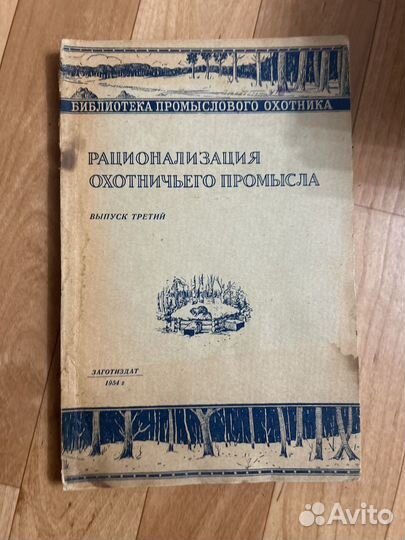 БИБЛИОТЕКА ПРОМЫСЛОВОГО ОХОТНИКА
РАЦИОНАЛИЗАЦИЯ
ОХОТНИЧЬЕГО ПРОМЫСЛА
ВЫПУСК ТРЕТИЙ
ЗАГОТИЗДАТ
1954 г
Avito